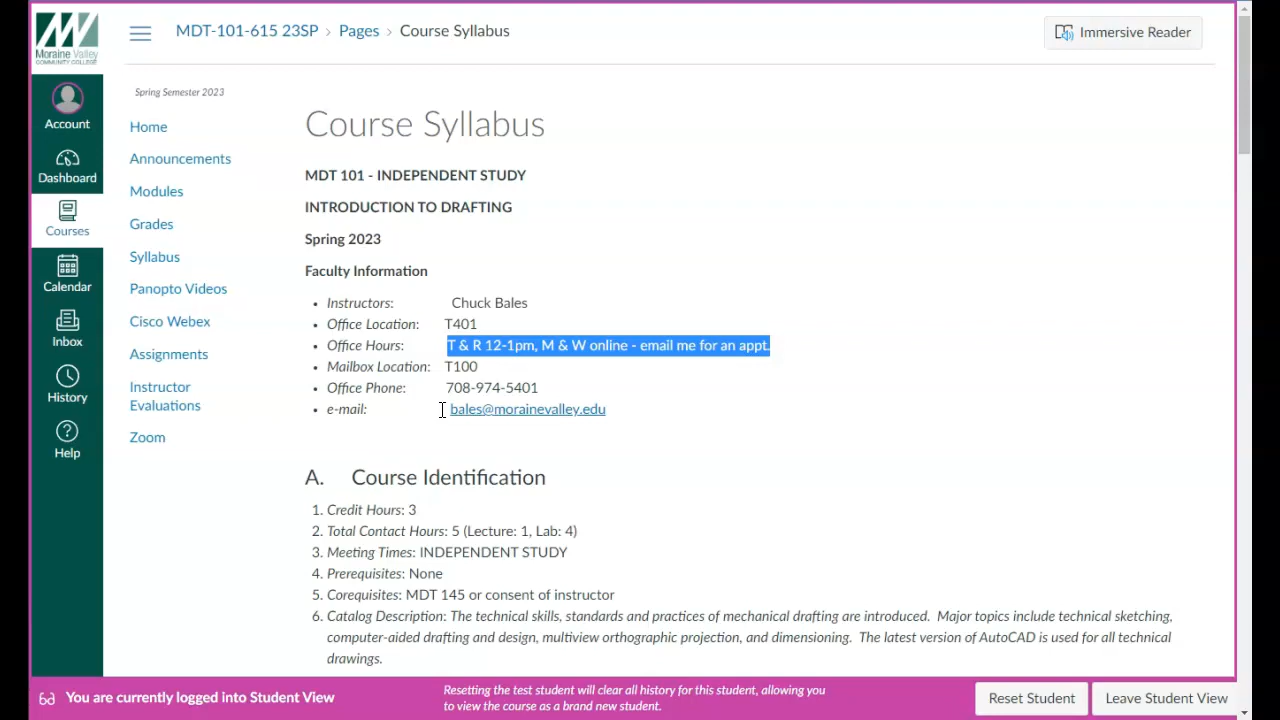 Moraine Valley
COMMUNITY COLLEGE
MDT-101-615 23SP › Pages › Course Syllabus
Immersive Reader
Account
Dashboard
Courses
Calendar
Inbox
History
Help
Spring Semester 2023
Home
Announcements
Modules
Grades
Syllabus
Panopto Videos
Cisco Webex
Assignments
Instructor
Evaluations
Zoom
Course Syllabus
MDT 101 - INDEPENDENT STUDY
INTRODUCTION TO DRAFTING
Spring 2023
Faculty Information
• Instructors: Chuck Bales
• Office Location: T401
• Office Hours: T & R 12-1pm, M & W online - email me for an appt.
• Mailbox Location: T100
• Office Phone: 708-974-5401
• e-mail: bales@morainevalley.edu
A. Course Identification
1. Credit Hours: 3
2. Total Contact Hours: 5 (Lecture: 1, Lab: 4)
3. Meeting Times: INDEPENDENT STUDY
4. Prerequisites: None
5. Corequisites: MDT 145 or consent of instructor
6. Catalog Description: The technical skills, standards and practices of mechanical drafting are introduced. Major topics include technical sketching,
computer-aided drafting and design, multiview orthographic projection, and dimensioning. The latest version of AutoCAD is used for all technical
drawings.
You are currently logged into Student View
Resetting the test student will clear all history for this student, allowing you
to view the course as a brand new student.
Reset Student
Leave Student View